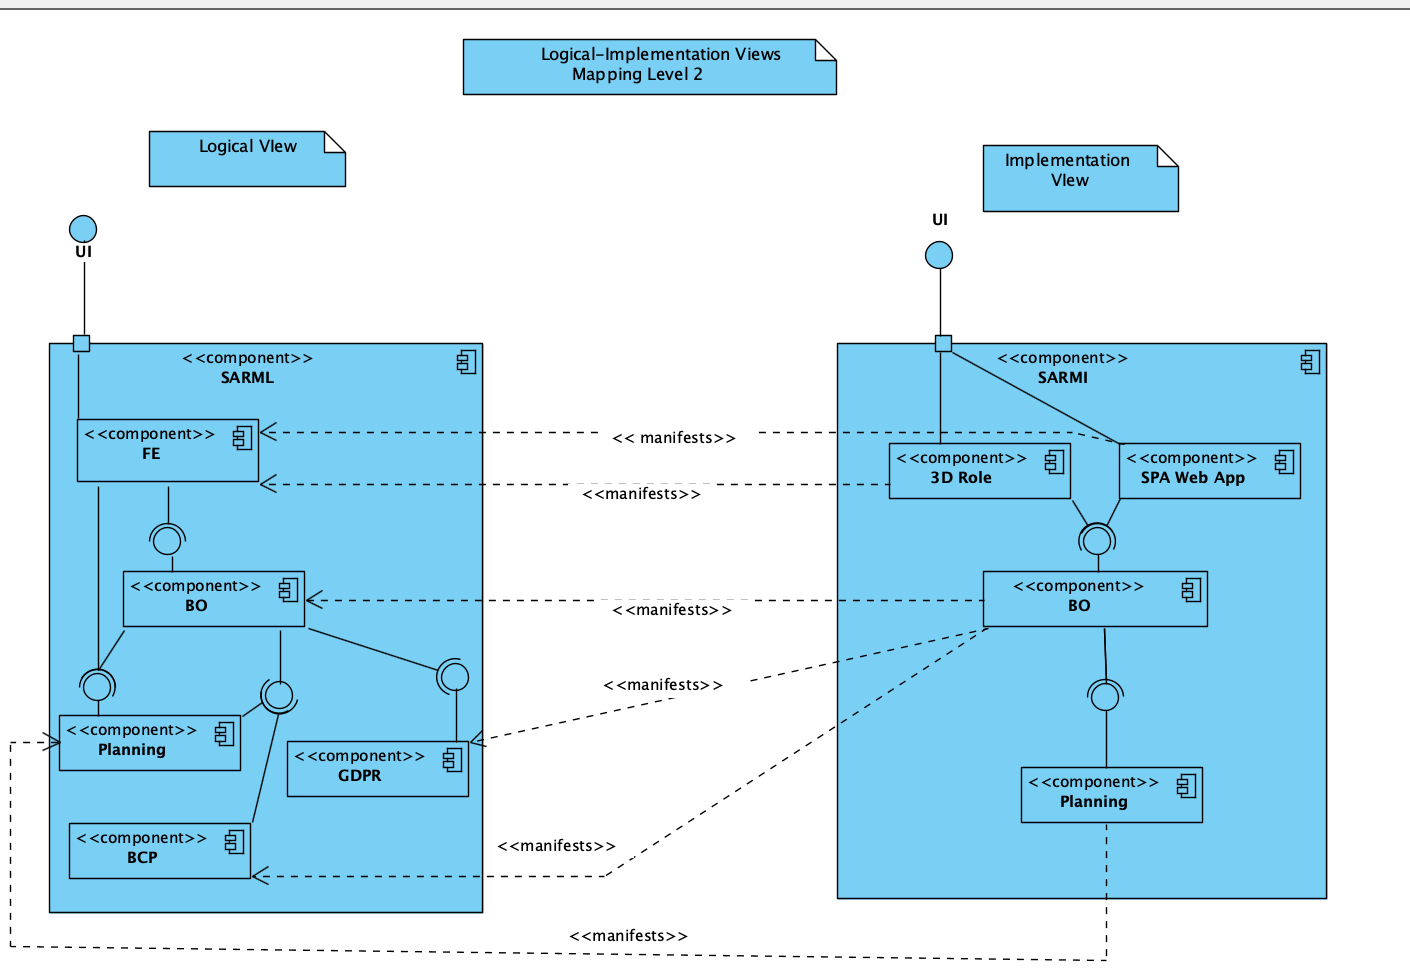 Logical-Implementation Views
Mapping Level 2
Logical VIew
Implementation
VIew
UI
UI
<<component>>
SARML
<<component>>
SARMI
<<component>>
FE
<< manifests>>
<<component>>
3D Role
<<component>>
SPA Web App
<<manifests>>
<<component>>
BO
<<manifests>>
<<component>>
BO
<<manifests>>
<<component>>
Planning
<<component>>
GDPR
<<component>>
Planning
<<component>>
BCP
<<manifests>>
<<manifests>>